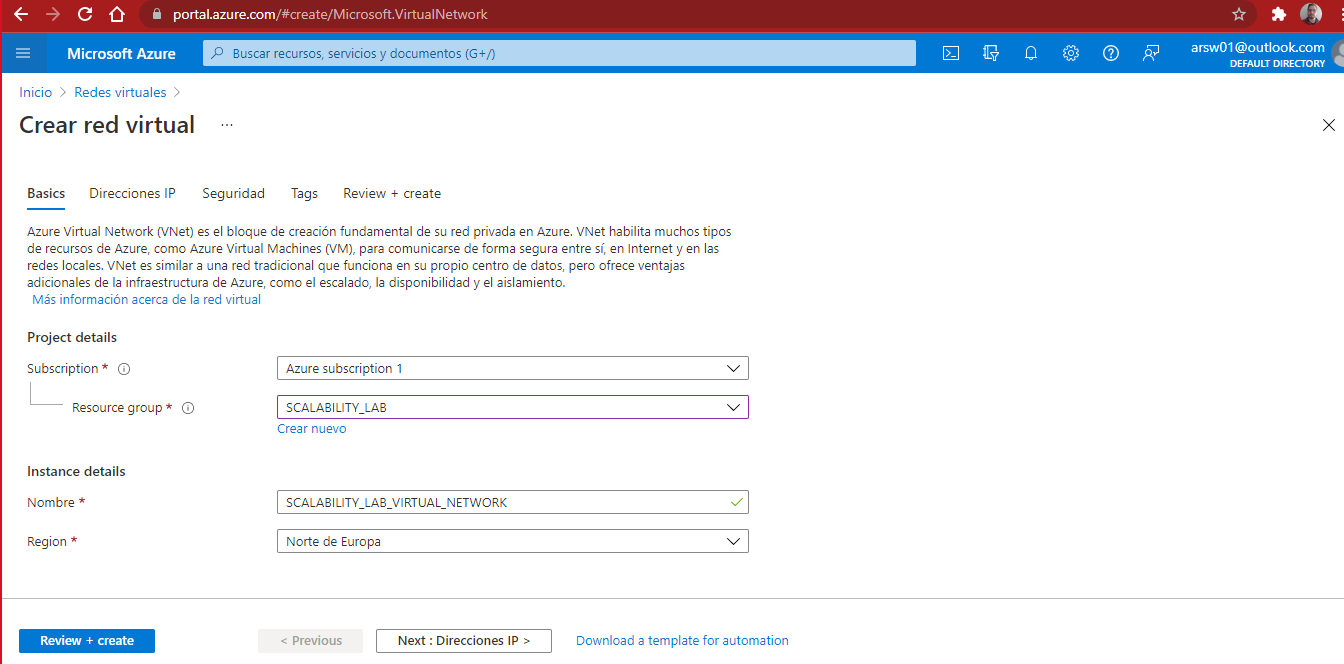 portal.azure.com/#create/Microsoft.VirtualNetwork
Microsoft Azure
Buscar recursos, servicios y documentos (G+/)
arsw01@outlook.com
DEFAULT DIRECTORY
Inicio > Redes virtuales >
Crear red virtual ...
Basics Direcciones IP Seguridad Tags Review + create
Azure Virtual Network (VNet) es el bloque de creación fundamental de su red privada en Azure. VNet habilita muchos tipos
de recursos de Azure, como Azure Virtual Machines (VM), para comunicarse de forma segura entre sí, en Internet y en las
redes locales. VNet es similar a una red tradicional que funciona en su propio centro de datos, pero ofrece ventajas
adicionales de la infraestructura de Azure, como el escalado, la disponibilidad y el aislamiento.
Más información acerca de la red virtual
Project details
Subscription * Azure subscription 1
Resource group * SCALABILITY_LAB
Crear nuevo
Instance details
Nombre * SCALABILITY_LAB_VIRTUAL_NETWORK
Region * Norte de Europa
Review + create < Previous Next : Direcciones IP > Download a template for automation